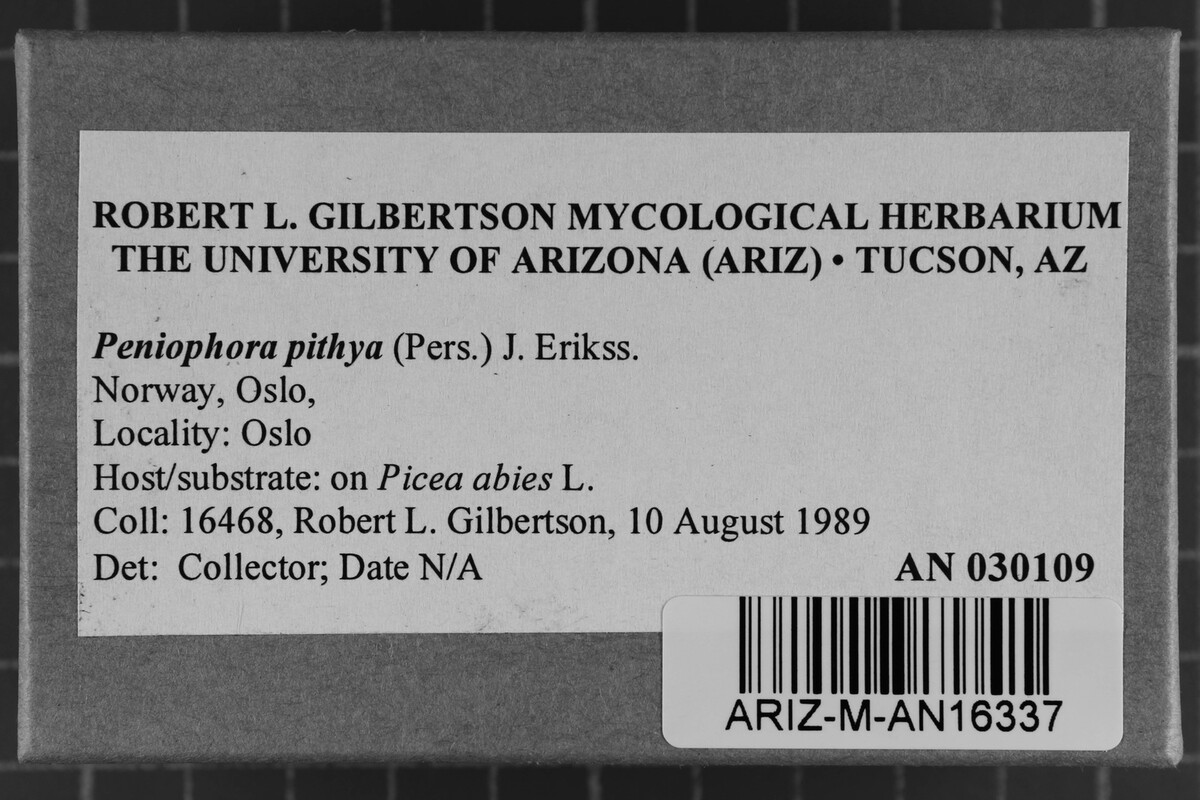 ROBERT L. GILBERTSON MYCOLOGICAL HERBARIUM
THE UNIVERSITY OF ARIZONA (ARIZ) • TUCSON, AZ
Peniophora pithya (Pers.) J. Erikss.
Norway, Oslo,
Locality: Oslo
Host/substrate: on Picea abies L.
Coll: 16468, Robert L. Gilbertson, 10 August 1989
Det: Collector; Date N/A
AN 030109
ARIZ-M-AN16337